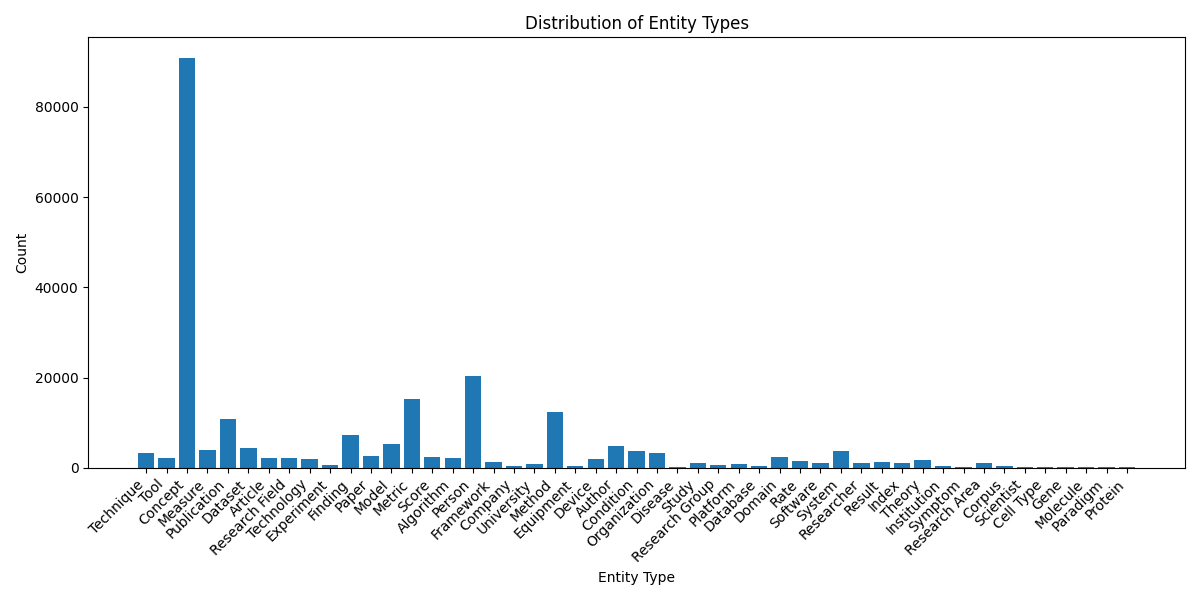 Distribution of Entity Types
Count
80000
60000
40000
20000
0
Technique
Tool
Concept
Measure
Publication
Dataset
Article
Research Field
Technology
Experiment
Finding
Paper
Model
Metric
Score
Algorithm
Person
Framework
Company
University
Method
Equipment
Device
Author
Condition
Organization
Disease
Study
Research Group
Platform
Database
Domain
Rate
Software
System
Researcher
Result
Index
Theory
Institution
Symptom
Research Area
Corpus
Scientist
Cell Type
Gene
Molecule
Paradigm
Protein
Entity Type